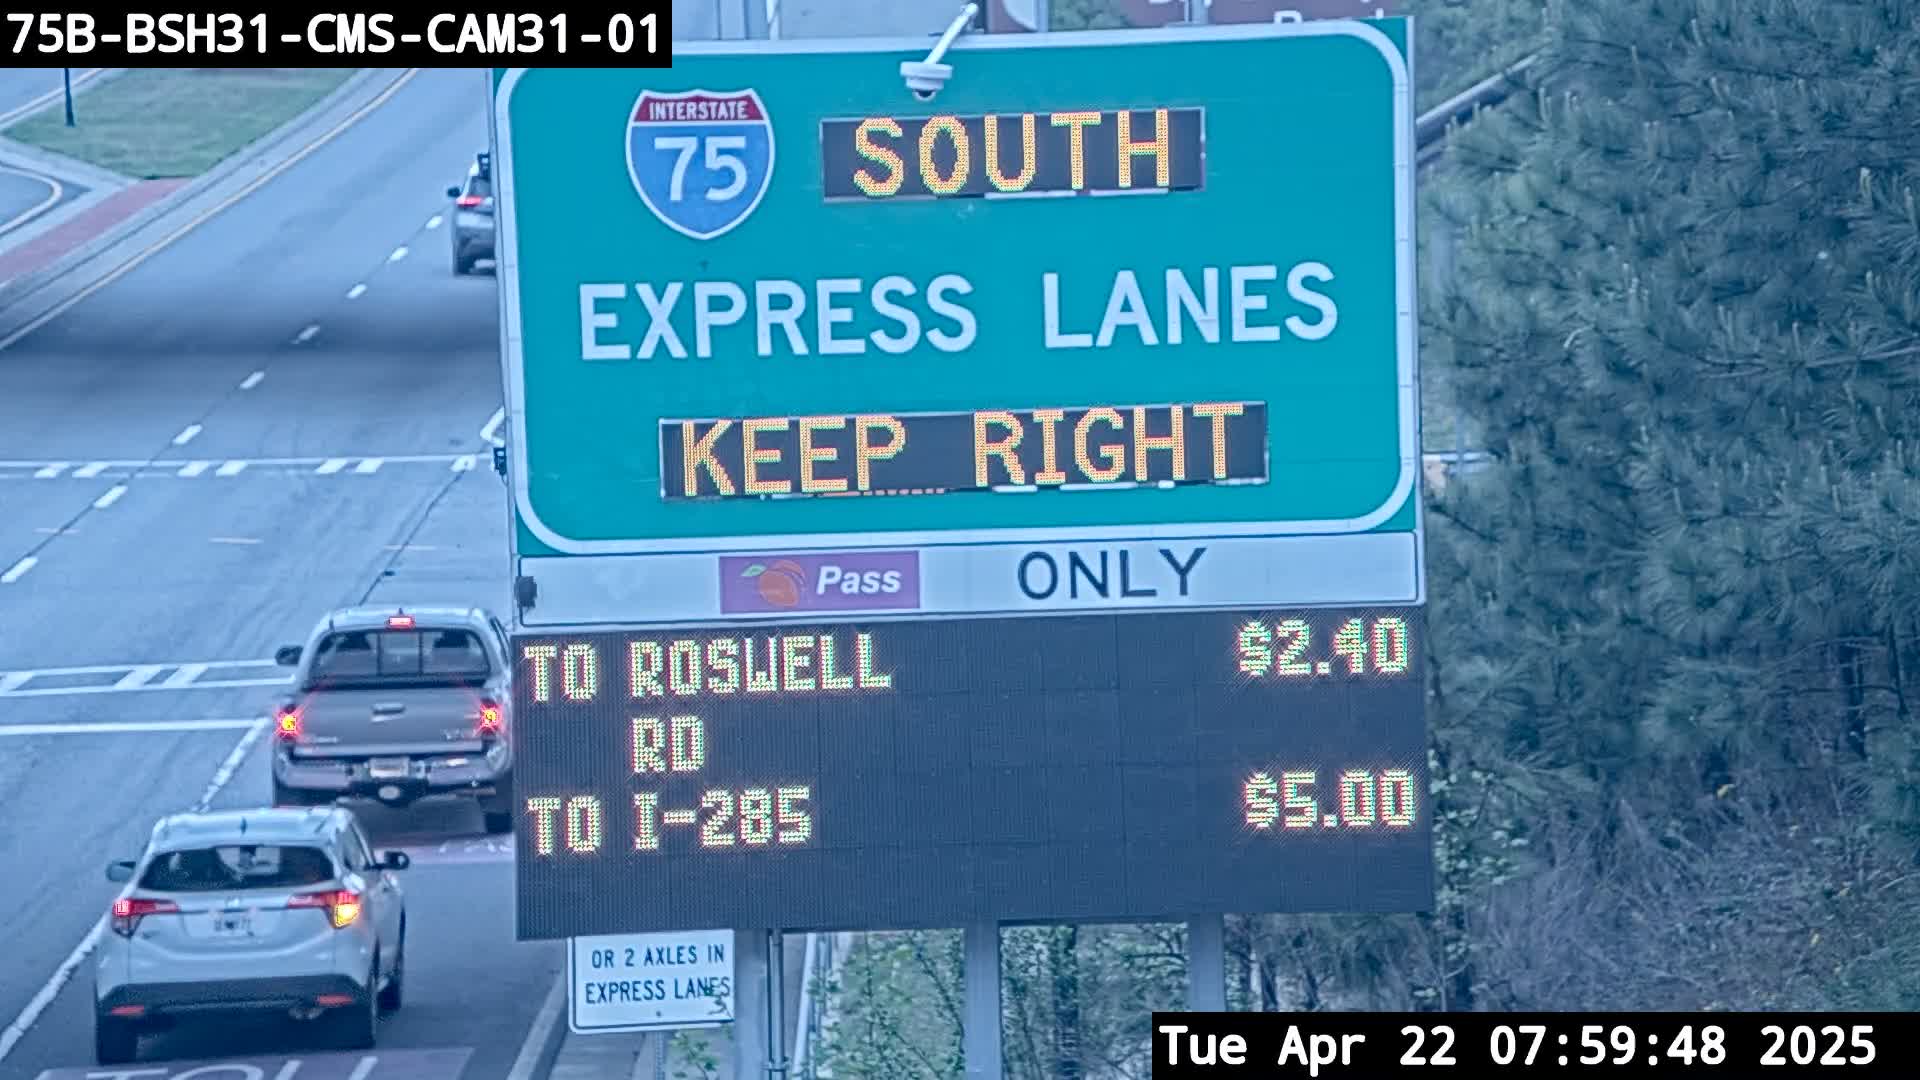 75B-BSH31-CMS-CAM31-01
INTERSTATE
75
SOUTH
EXPRESS LANES
KEEP RIGHT
Pass ONLY
TO ROSWELL $2.40
RD
TO I-285 $5.00
OR 2 AXLES IN
EXPRESS LANES
TOLL
Tue Apr 22 07:59:48 2025